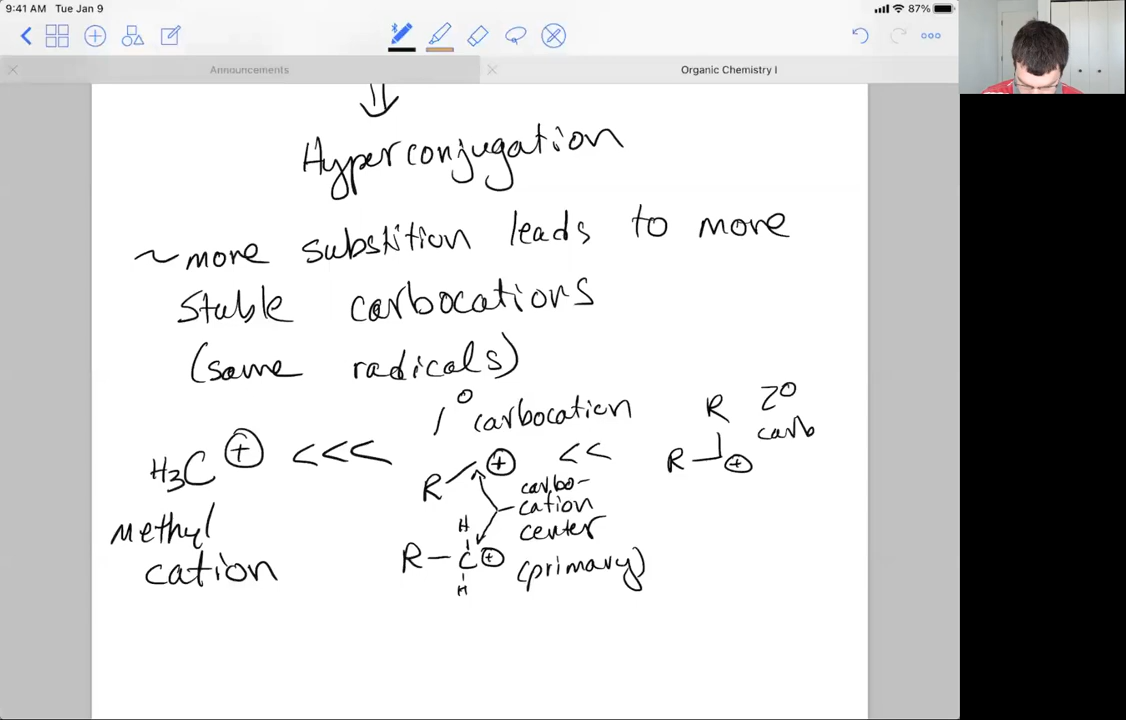 9:41 AM Tue Jan 9
87%
Announcements
Organic Chemistry I
Hyperconjugation
~ more substition leads to more
stable carbocations
(same radicals)
1° carbocation
R 2°
carb
H₃C ⊕ <<< R ⊕ << R ⊕
carbo-
cation
center
(primary)
methyl
cation
H
R - C ⊕
H